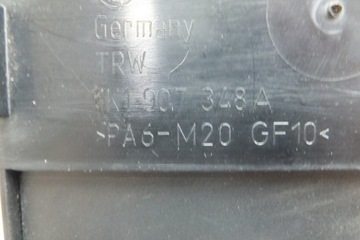 Germany
TRW
1K1 907 348 A
>PA6-M20 GF10<